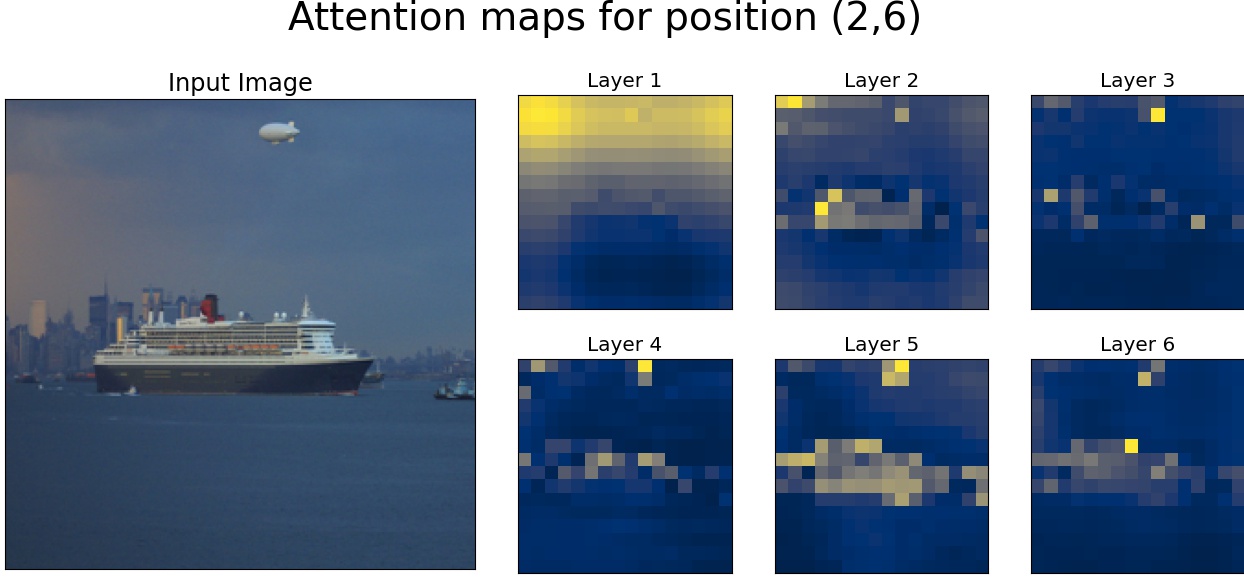 Attention maps for position (2,6)
Input Image
Layer 1
Layer 2
Layer 3
Layer 4
Layer 5
Layer 6